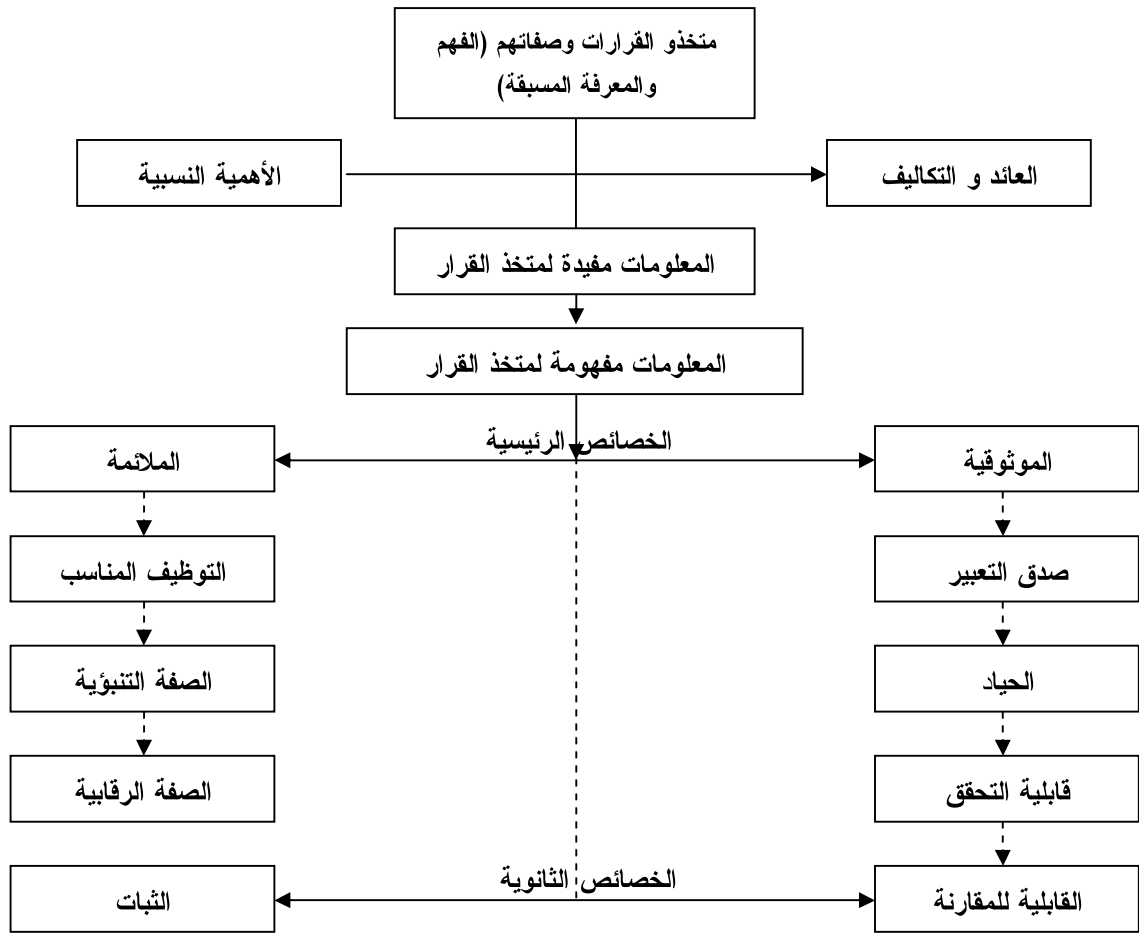 متخذو القرارات وصفاتهم (الفهم
والمعرفة المسبقة)
الأهمية النسبية
العائد و التكاليف
المعلومات مفيدة لمتخذ القرار
المعلومات مفهومة لمتخذ القرار
الخصائص الرئيسية
الموثوقية
الملائمة
صدق التعبير
التوظيف المناسب
الحياد
الصفة التنبؤية
قابلية التحقق
الصفة الرقابية
الخصائص الثانوية
القابلية للمقارنة
الثبات